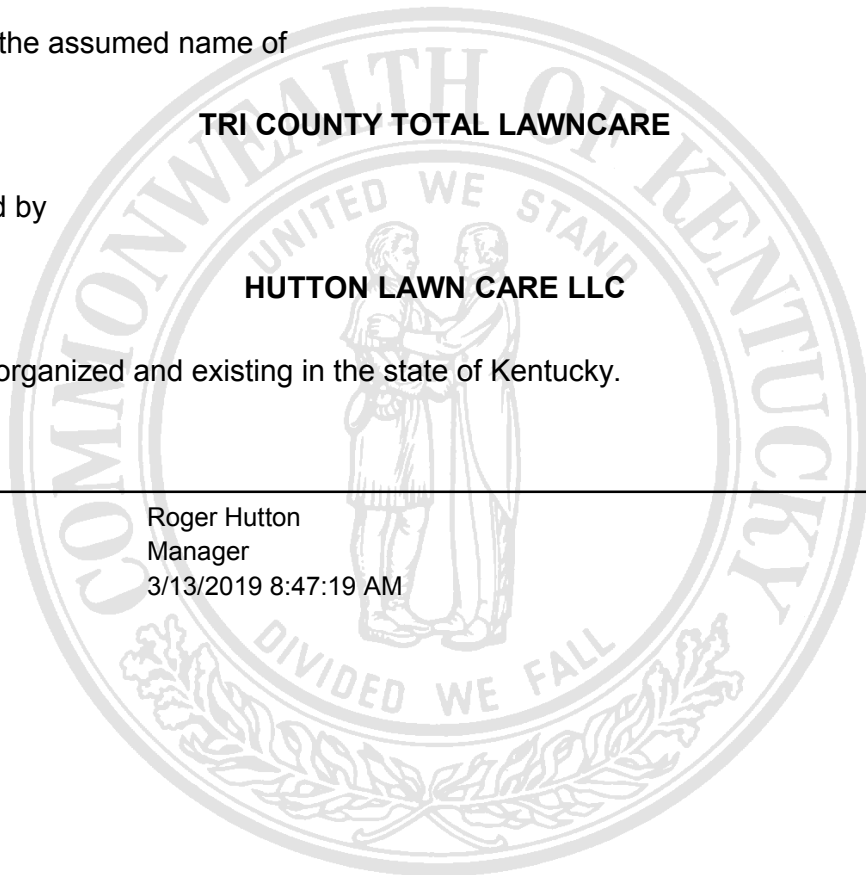 the assumed name of
TRI COUNTY TOTAL LAWNCARE
d by
HUTTON LAWN CARE LLC
organized and existing in the state of Kentucky.
Roger Hutton
Manager
3/13/2019 8:47:19 AM
COMMONWEALTH OF KENTUCKY
UNITED WE STAND
DIVIDED WE FALL